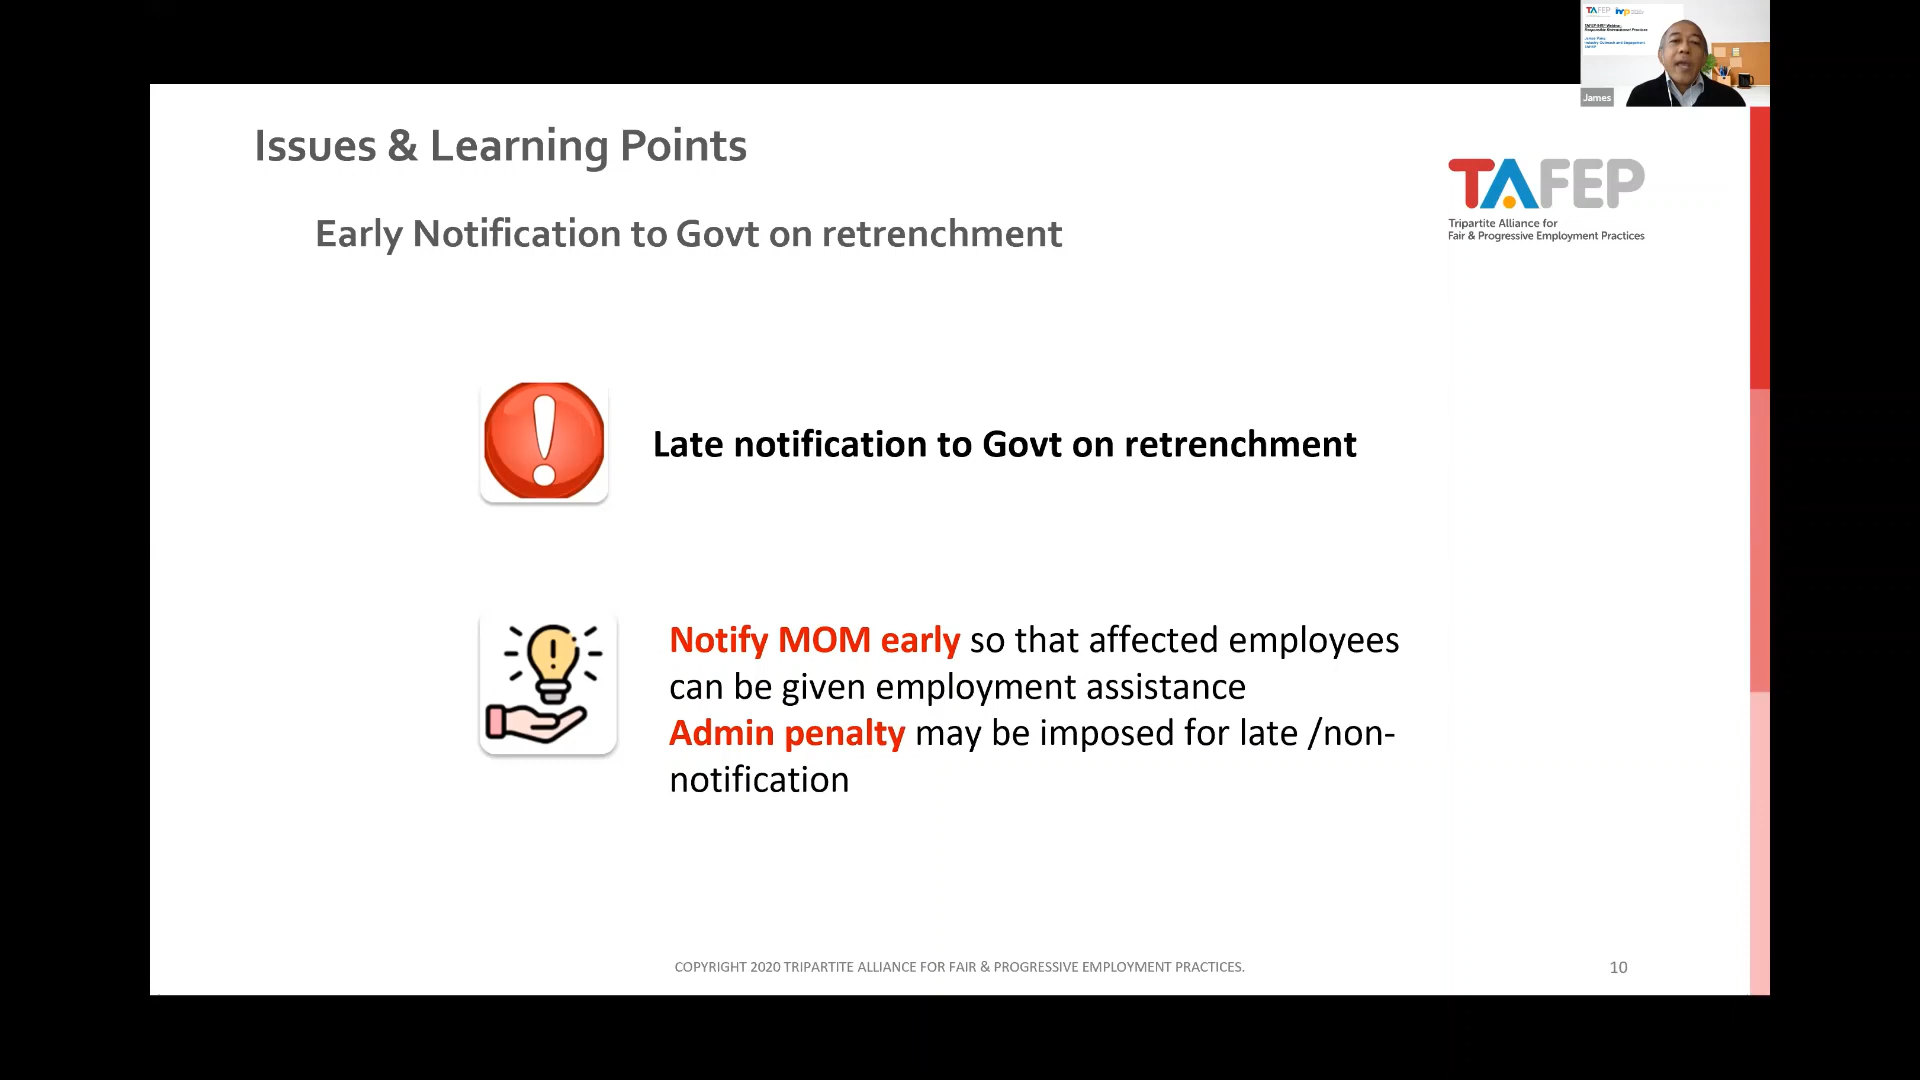 TAFEP
James
Issues & Learning Points
TAFEP
Tripartite Alliance for
Fair & Progressive Employment Practices
Early Notification to Govt on retrenchment
Late notification to Govt on retrenchment
Notify MOM early so that affected employees
can be given employment assistance
Admin penalty may be imposed for late /non-
notification
COPYRIGHT 2020 TRIPARTITE ALLIANCE FOR FAIR & PROGRESSIVE EMPLOYMENT PRACTICES.
10